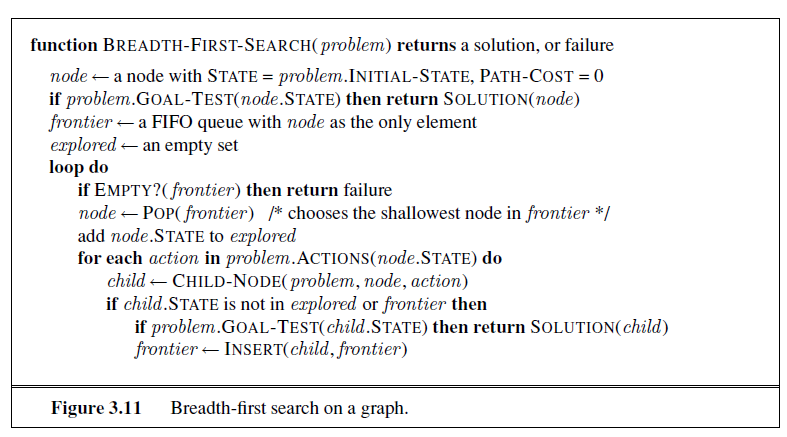 function BREADTH-FIRST-SEARCH(problem) returns a solution, or failure
node ← a node with STATE = problem.INITIAL-STATE, PATH-COST = 0
if problem.GOAL-TEST(node.STATE) then return SOLUTION(node)
frontier ← a FIFO queue with node as the only element
explored ← an empty set
loop do
if EMPTY?(frontier) then return failure
node ← POP(frontier) /* chooses the shallowest node in frontier */
add node.STATE to explored
for each action in problem.ACTIONS(node.STATE) do
child ← CHILD-NODE(problem, node, action)
if child.STATE is not in explored or frontier then
if problem.GOAL-TEST(child.STATE) then return SOLUTION(child)
frontier ← INSERT(child, frontier)
Figure 3.11 Breadth-first search on a graph.